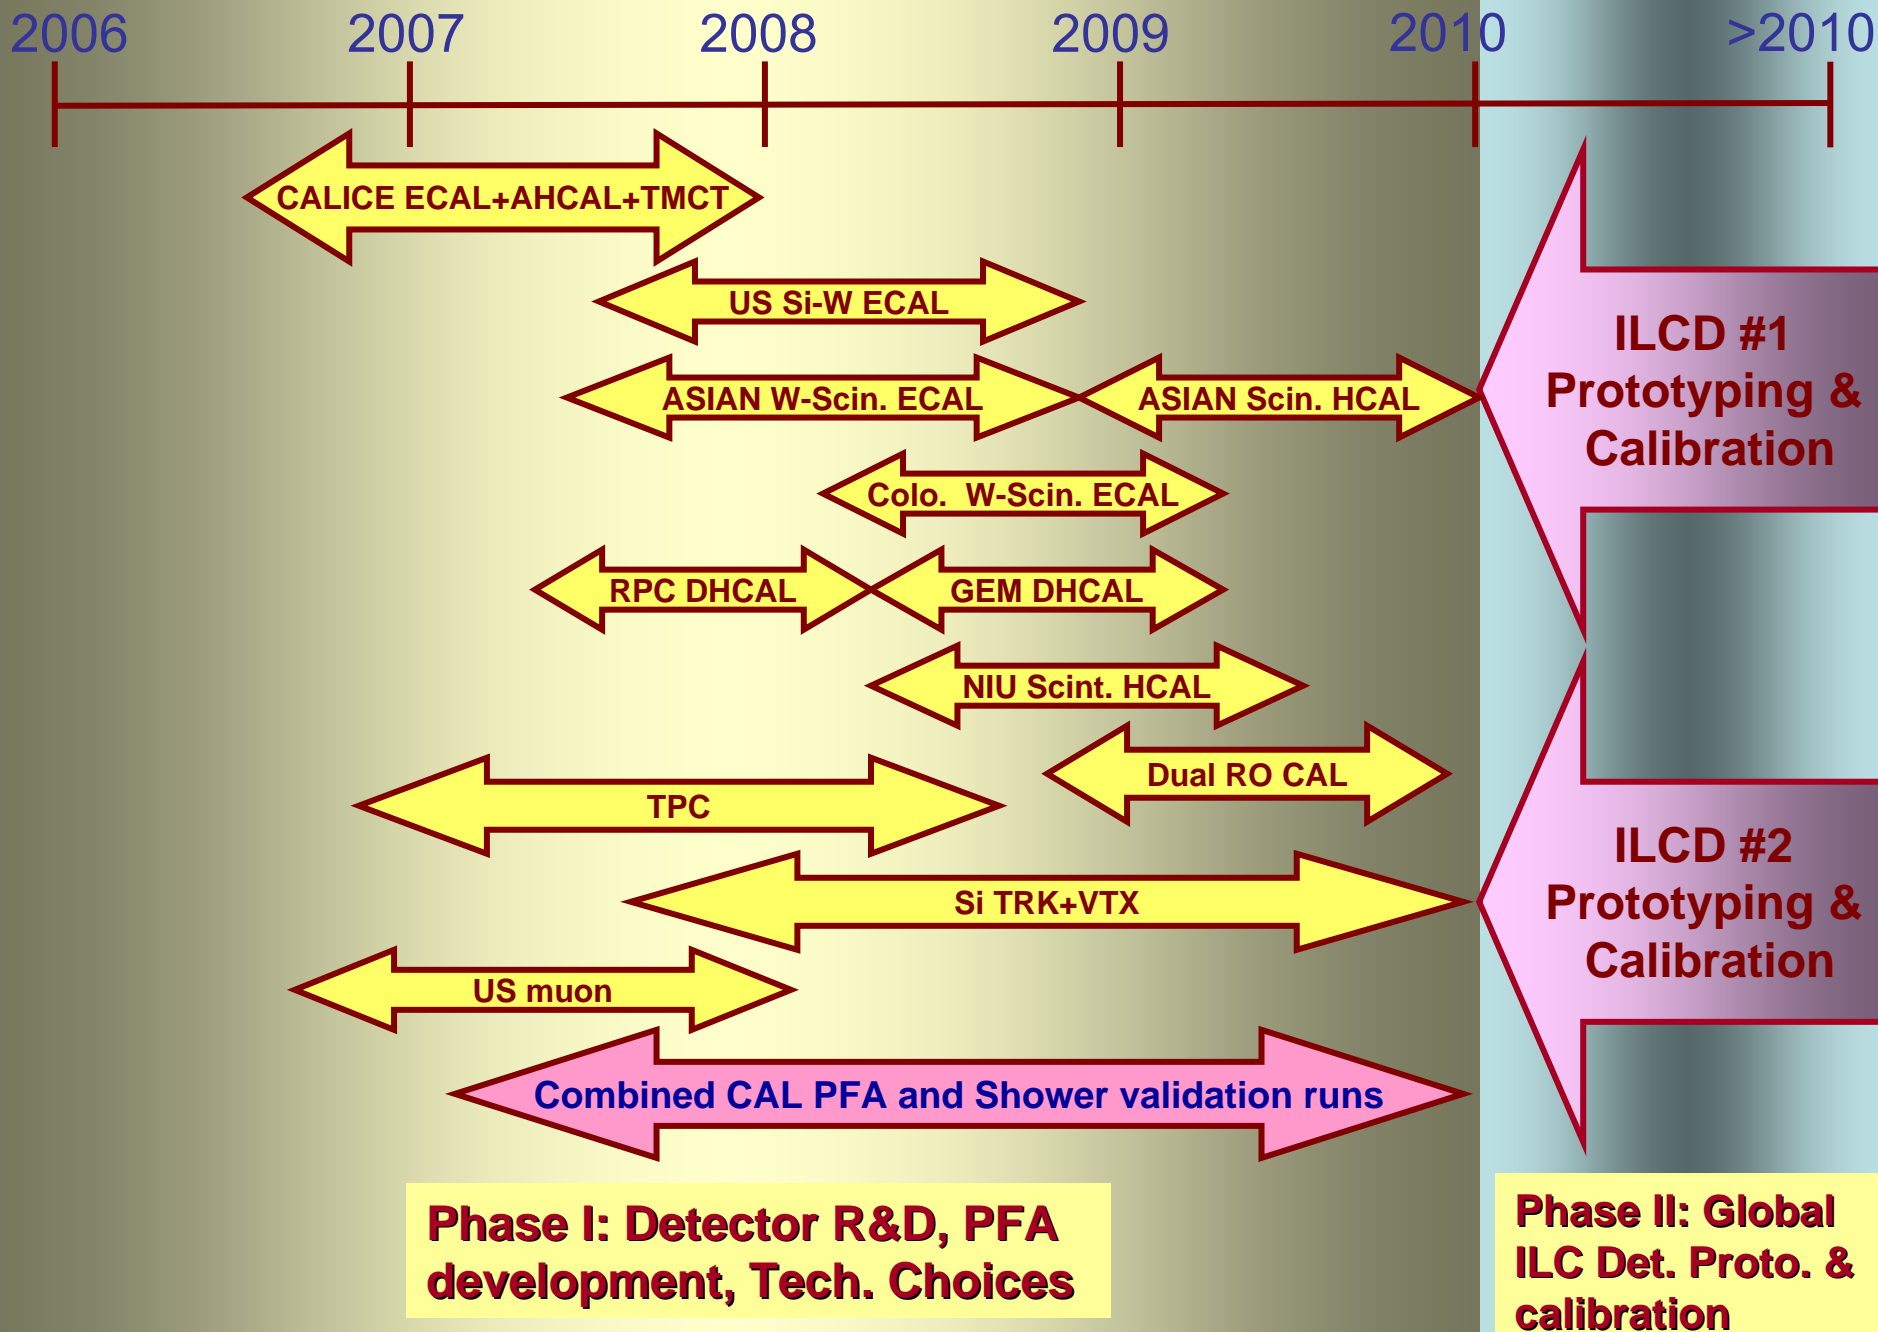 2006 2007 2008 2009 2010 >2010
CALICE ECAL+AHCAL+TMCT
US Si-W ECAL
ASIAN W-Scin. ECAL
ASIAN Scin. HCAL
Colo. W-Scin. ECAL
RPC DHCAL
GEM DHCAL
NIU Scint. HCAL
Dual RO CAL
TPC
Si TRK+VTX
US muon
Combined CAL PFA and Shower validation runs
ILCD #1
Prototyping &
Calibration
ILCD #2
Prototyping &
Calibration
Phase I: Detector R&D, PFA
development, Tech. Choices
Phase II: Global
ILC Det. Proto. &
calibration